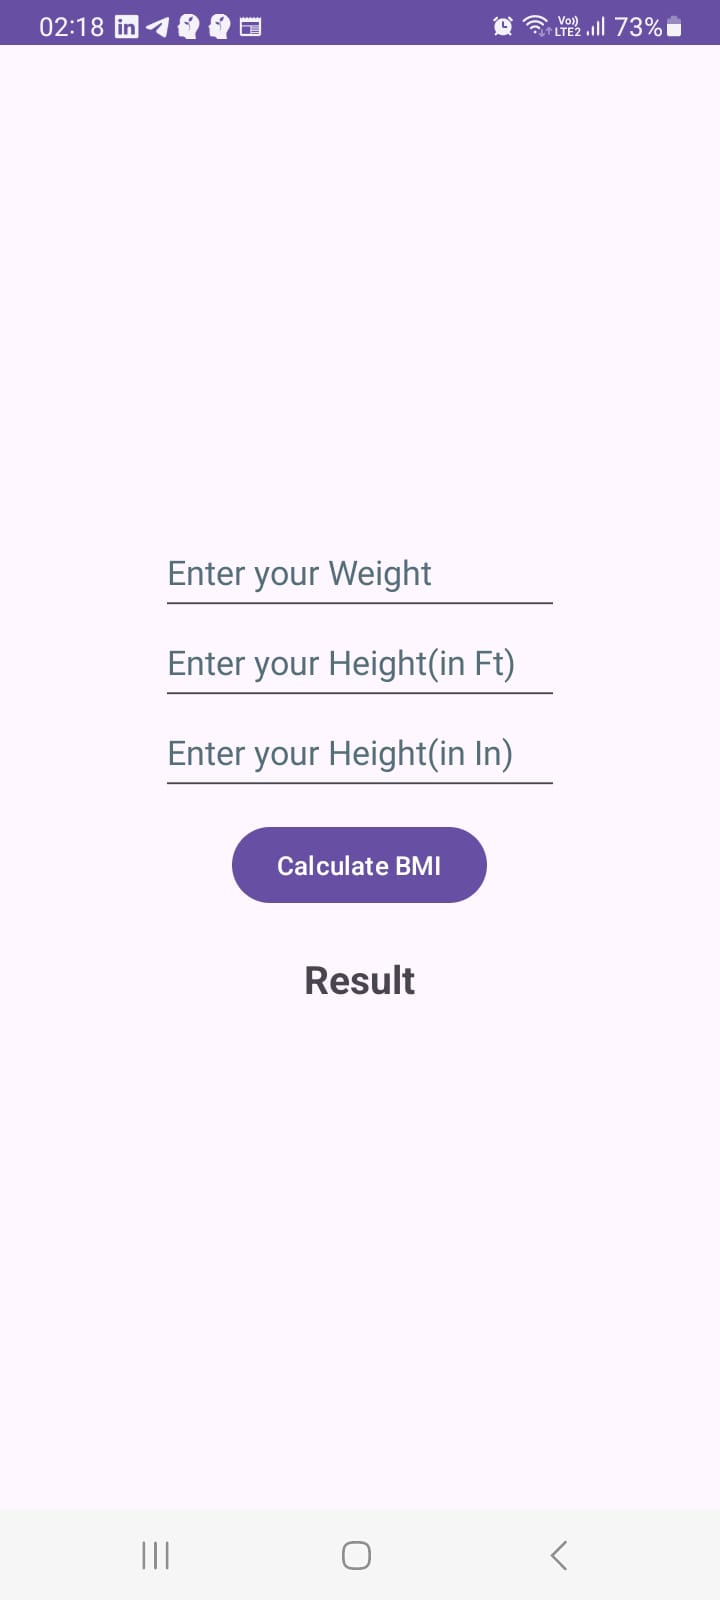 02:18 in Vo)) LTE2 73%
Enter your Weight
Enter your Height(in Ft)
Enter your Height(in In)
Calculate BMI
Result